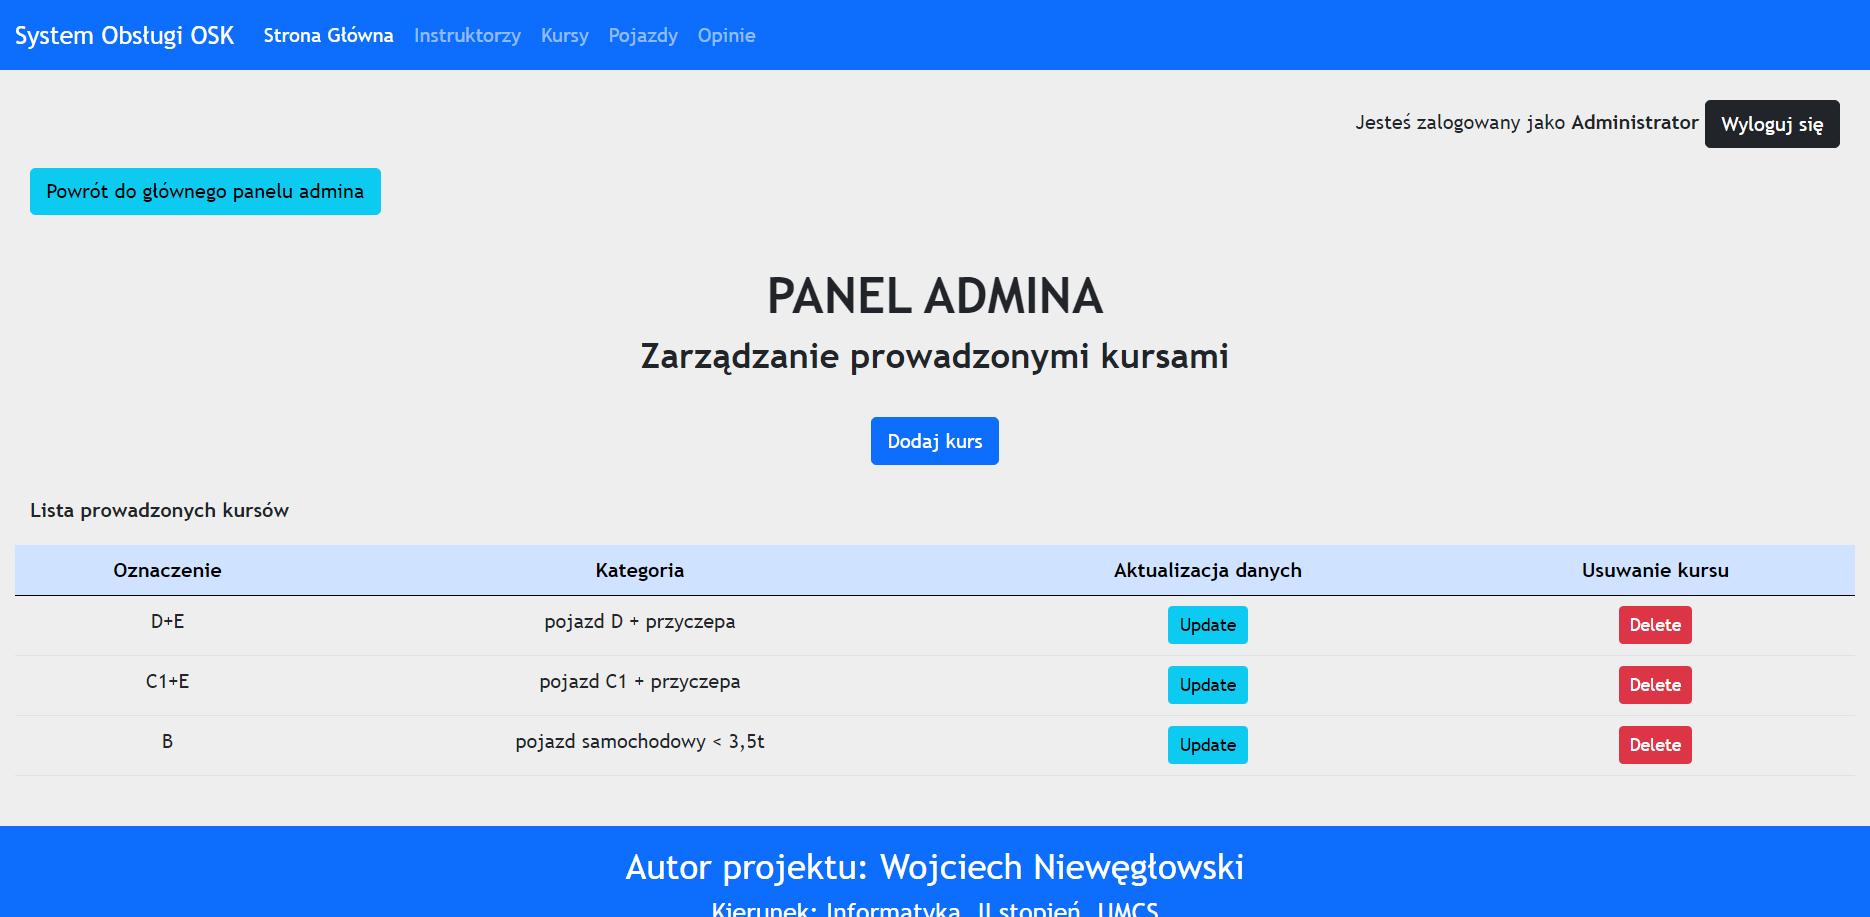 System Obsługi OSK Strona Główna Instruktorzy Kursy Pojazdy Opinie
Jesteś zalogowany jako Administrator Wyloguj się
Powrót do głównego panelu admina
PANEL ADMINA
Zarządzanie prowadzonymi kursami
Dodaj kurs
Lista prowadzonych kursów
Oznaczenie Kategoria Aktualizacja danych Usuwanie kursu
D+E pojazd D + przyczepa Update Delete
C1+E pojazd C1 + przyczepa Update Delete
B pojazd samochodowy < 3,5t Update Delete
Autor projektu: Wojciech Niewęgłowski
Kierunek: Informatyka, II stopień, UMCS